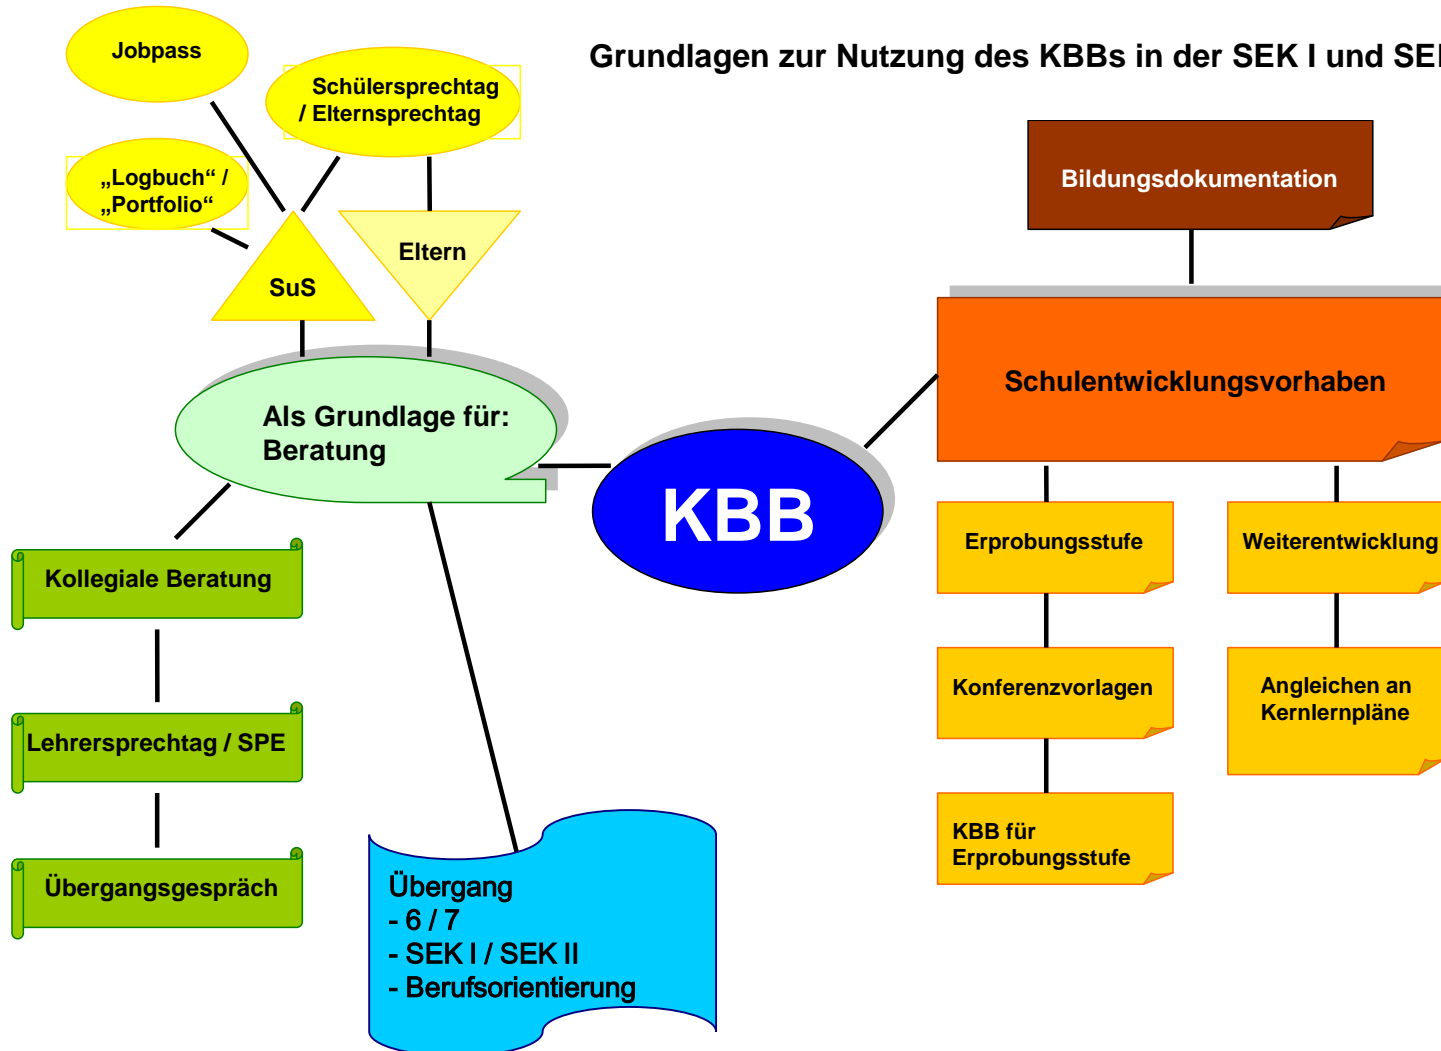 Grundlagen zur Nutzung des KBBs in der SEK I und
Jobpass
Schülersprechtag
/ Elternsprechtag
„Logbuch“ /
„Portfolio“
SuS
Eltern
Bildungsdokumentation
Schulentwicklungsvorhaben
Als Grundlage für:
Beratung
KBB
Erprobungsstufe
Weiterentwicklung
Kollegiale Beratung
Konferenzvorlagen
Angleichen an
Kernlernpläne
Lehrersprechtag / SPE
KBB für
Erprobungsstufe
Übergangsgespräch
Übergang
- 6 / 7
- SEK I / SEK II
- Berufsorientierung